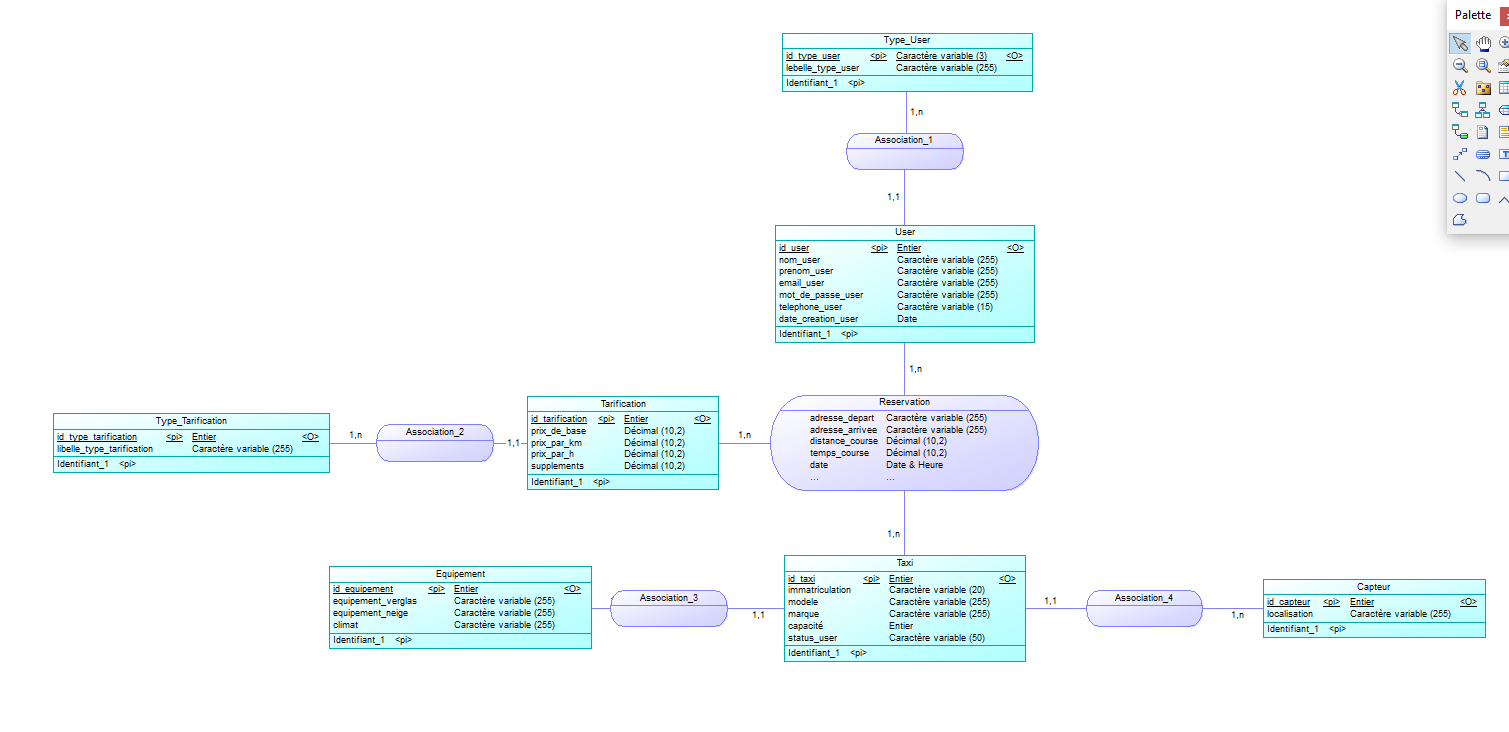 Palette
Type_User
id_type_user <pi> Caractère variable (3) <O>
lebelle_type_user Caractère variable (255)
Identifiant_1 <pi>
1,n
Association_1
1,1
User
id_user <pi> Entier <O>
nom_user Caractère variable (255)
prenom_user Caractère variable (255)
email_user Caractère variable (255)
mot_de_passe_user Caractère variable (255)
telephone_user Caractère variable (15)
date_creation_user Date
Identifiant_1 <pi>
1,n
Type_Tarification
id_type_tarification <pi> Entier <O>
libelle_type_tarification Caractère variable (255)
Identifiant_1 <pi>
1,n
Association_2
1,1
Tarification
id_tarification <pi> Entier <O>
prix_de_base Décimal (10,2)
prix_par_km Décimal (10,2)
prix_par_h Décimal (10,2)
supplements Décimal (10,2)
Identifiant_1 <pi>
1,n
Reservation
adresse_depart Caractère variable (255)
adresse_arrivee Caractère variable (255)
distance_course Décimal (10,2)
temps_course Décimal (10,2)
date Date & Heure
... ...
1,n
Equipement
id_equipement <pi> Entier <O>
equipement_verglas Caractère variable (255)
equipement_neige Caractère variable (255)
climat Caractère variable (255)
Identifiant_1 <pi>
Association_3
1,1
Taxi
id_taxi <pi> Entier <O>
immatriculation Caractère variable (20)
modele Caractère variable (255)
marque Caractère variable (255)
capacité Entier
status_user Caractère variable (50)
Identifiant_1 <pi>
1,1
Association_4
1,n
Capteur
id_capteur <pi> Entier <O>
localisation Caractère variable (255)
Identifiant_1 <pi>